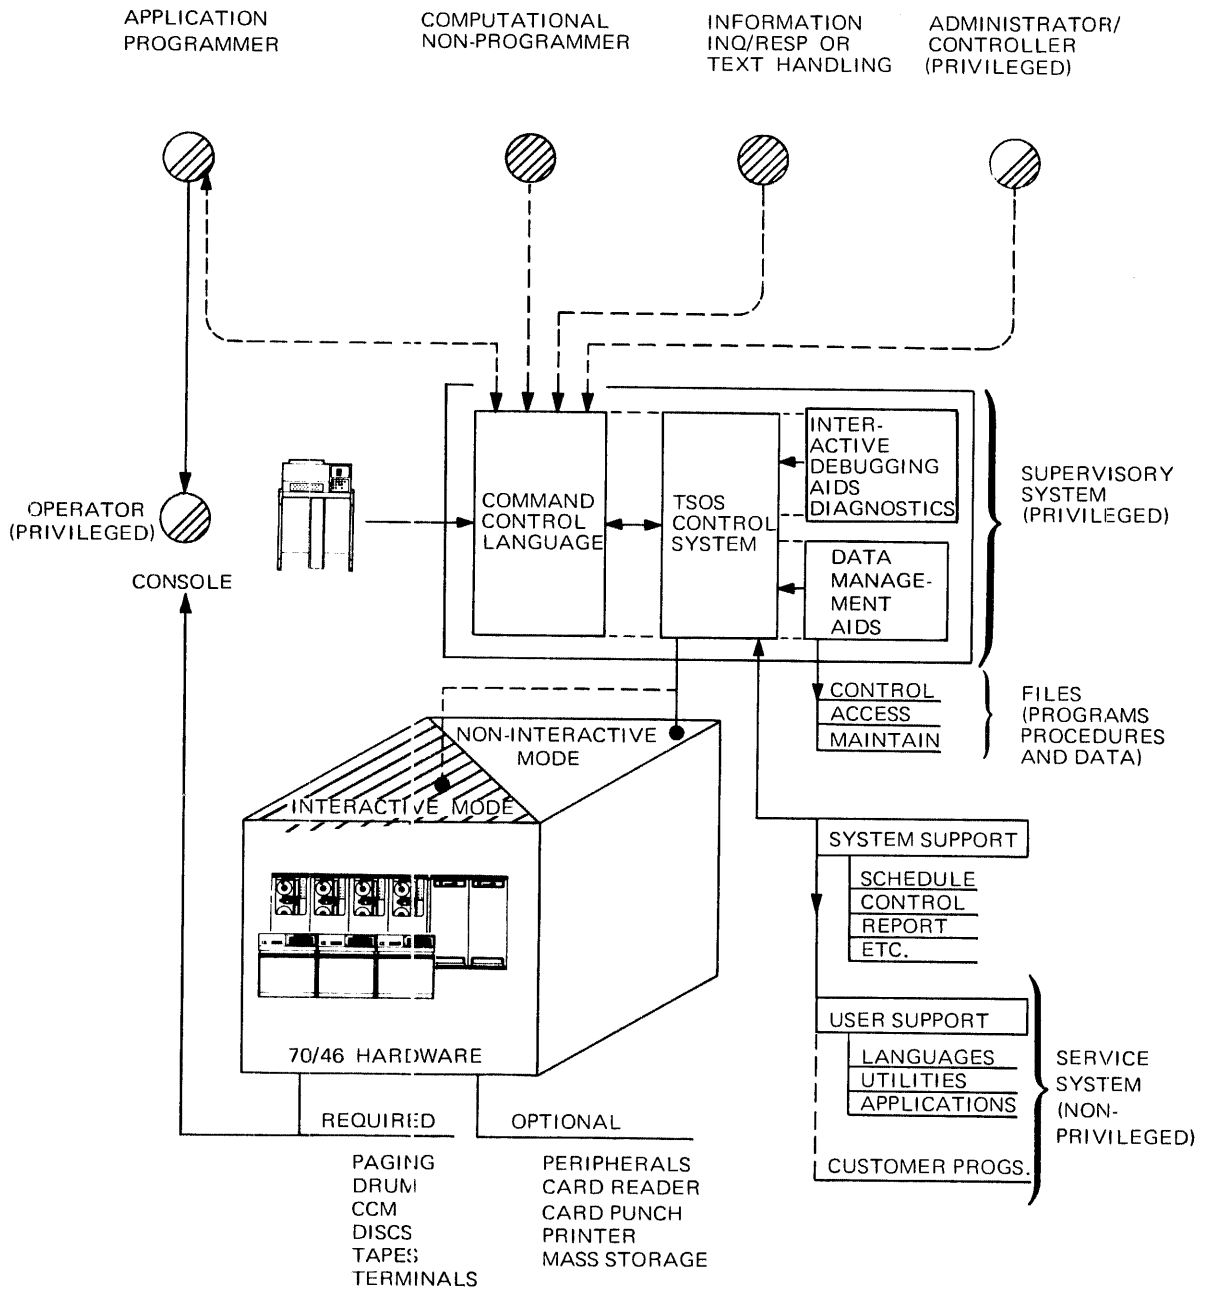 APPLICATION
PROGRAMMER
COMPUTATIONAL
NON-PROGRAMMER
INFORMATION
INQ/RESP OR
TEXT HANDLING
ADMINISTRATOR/
CONTROLLER
(PRIVILEGED)
OPERATOR
(PRIVILEGED)
CONSOLE
COMMAND
CONTROL
LANGUAGE
TSOS
CONTROL
SYSTEM
INTER-
ACTIVE
DEBUGGING
AIDS
DIAGNOSTICS
DATA
MANAGE-
MENT
AIDS
SUPERVISORY
SYSTEM
(PRIVILEGED)
CONTROL
ACCESS
MAINTAIN
FILES
(PROGRAMS
PROCEDURES
AND DATA)
NON-INTERACTIVE
MODE
INTERACTIVE MODE
70/46 HARDWARE
SYSTEM SUPPORT
SCHEDULE
CONTROL
REPORT
ETC.
USER SUPPORT
LANGUAGES
UTILITIES
APPLICATIONS
CUSTOMER PROGS.
SERVICE
SYSTEM
(NON-
PRIVILEGED)
REQUIRED
PAGING
DRUM
CCM
DISCS
TAPES
TERMINALS
OPTIONAL
PERIPHERALS
CARD READER
CARD PUNCH
PRINTER
MASS STORAGE